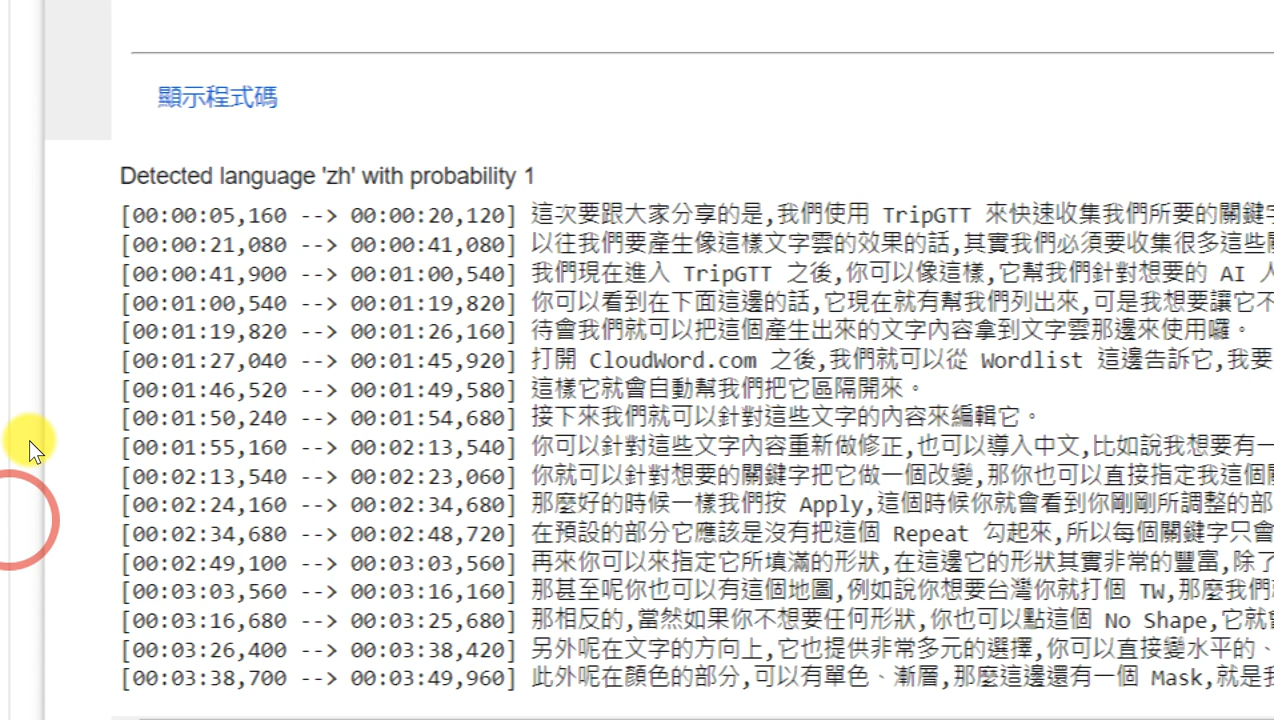 顯示程式碼
Detected language 'zh' with probability 1
[00:00:05,160 --> 00:00:20,120] 這次要跟大家分享的是,我們使用 TripGTT 來快速收集我們所要的關鍵字
[00:00:21,080 --> 00:00:41,080] 以往我們要產生像這樣文字雲的效果的話,其實我們必須要收集很多這些關
[00:00:41,900 --> 00:01:00,540] 我們現在進入 TripGTT 之後,你可以像這樣,它幫我們針對想要的 AI 人
[00:01:00,540 --> 00:01:19,820] 你可以看到在下面這邊的話,它現在就有幫我們列出來,可是我想要讓它不
[00:01:19,820 --> 00:01:26,160] 待會我們就可以把這個產生出來的文字內容拿到文字雲那邊來使用囉。
[00:01:27,040 --> 00:01:45,920] 打開 CloudWord.com 之後,我們就可以從 Wordlist 這邊告訴它,我要
[00:01:46,520 --> 00:01:49,580] 這樣它就會自動幫我們把它區隔開來。
[00:01:50,240 --> 00:01:54,680] 接下來我們就可以針對這些文字的內容來編輯它。
[00:01:55,160 --> 00:02:13,540] 你可以針對這些文字內容重新做修正,也可以導入中文,比如說我想要有一
[00:02:13,540 --> 00:02:23,060] 你就可以針對想要的關鍵字把它做一個改變,那你也可以直接指定我這個關
[00:02:24,160 --> 00:02:34,680] 那麼好的時候一樣我們按 Apply,這個時候你就會看到你剛剛所調整的部
[00:02:34,680 --> 00:02:48,720] 在預設的部分它應該是沒有把這個 Repeat 勾起來,所以每個關鍵字只會
[00:02:49,100 --> 00:03:03,560] 再來你可以來指定它所填滿的形狀,在這邊它的形狀其實非常的豐富,除了
[00:03:03,560 --> 00:03:16,160] 那甚至呢你也可以有這個地圖,例如說你想要台灣你就打個 TW,那麼我們
[00:03:16,680 --> 00:03:25,680] 那相反的,當然如果你不想要任何形狀,你也可以點這個 No Shape,它就會
[00:03:26,400 --> 00:03:38,420] 另外呢在文字的方向上,它也提供非常多元的選擇,你可以直接變水平的、
[00:03:38,700 --> 00:03:49,960] 此外呢在顏色的部分,可以有單色、漸層,那麼這邊還有一個 Mask,就是我